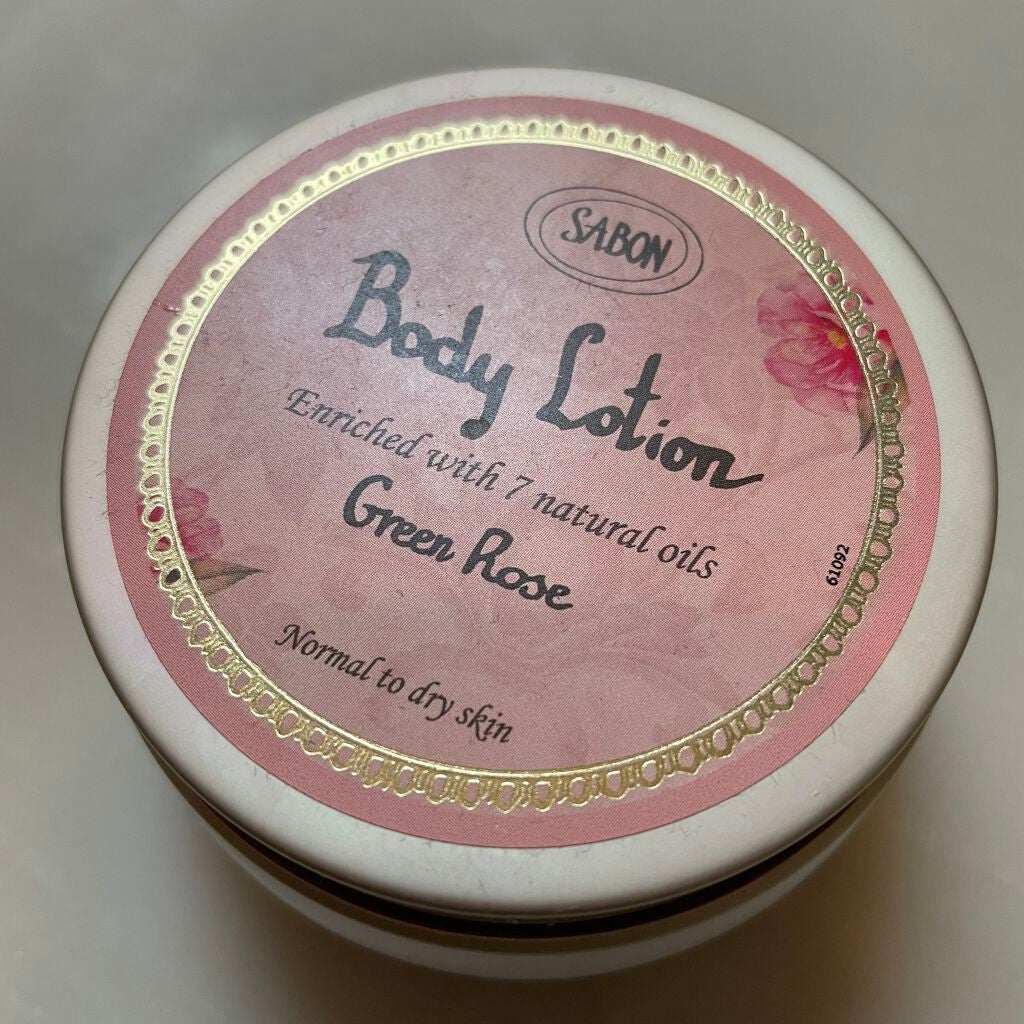 SABON
Body Lotion
Enriched with 7 natural oils
Green Rose
Normal to dry skin
61092